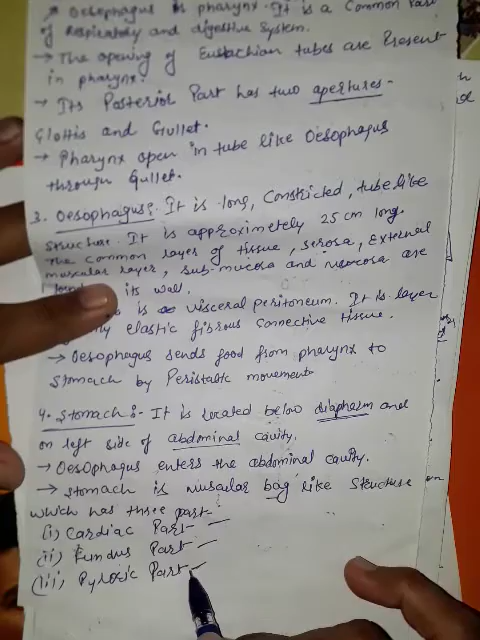 Oesophagus is pharynx. It is a Common Part
of Respiratory and digestive System.
→ The opening of Eustachian tubes are Present
in pharynx.
→ Its Posterior Part has two apertures-
Glottis and Gullet.
→ Pharynx open in tube like Oesophagus
through Gullet.
3. Oesophagus:- It is long, Constricted, tube like
Structure. It is approximetely 25 cm long.
The common layer of tissue, serosa, External
muscular layer, sub-mucosa and mucosa are
its wall.
is visceral peritoneum. It is layer
elastic fibrous connective tissue.
→ Oesophagus sends food from pharynx to
Stomach by Peristastic movement
4. Stomach:- It is located below diapharm and
on left side of abdominal cavity.
→ Oesophagus enters the abdominal cavity.
→ Stomach is muscular bag like Structure
which has three part-
(i) Cardiac Part-
(ii) Fundus Part-
(iii) Pyloric Part-